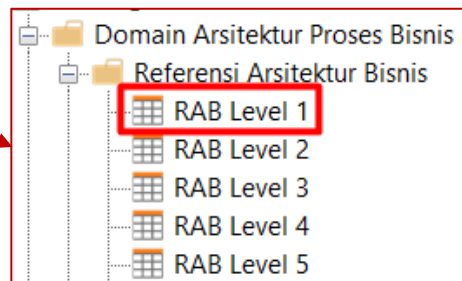 Domain Arsitektur Proses Bisnis
Referensi Arsitektur Bisnis
RAB Level 1
RAB Level 2
RAB Level 3
RAB Level 4
RAB Level 5